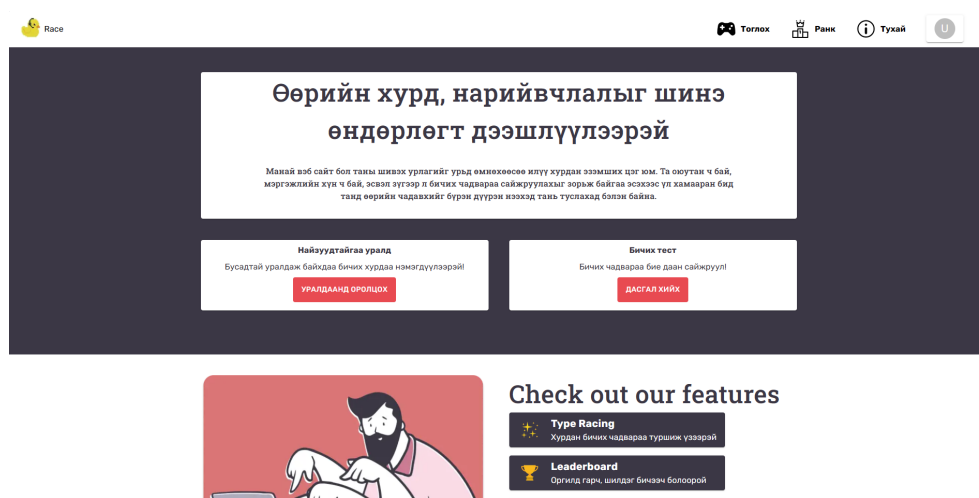 Race
Тоглох
Ранк
Тухай
U
Өөрийн хурд, нарийвчлалыг шинэ
өндөрлөгт дээшлүүлээрэй
Манай вэб сайт бол таны шивэх урлагийг урьд өмнөхөөсөө илүү хурдан эзэмших цэг юм. Та оюутан ч бай,
мэргэжлийн хүн ч бай, эсвэл зүгээр л бичих чадвараа сайжруулахыг зорьж байгаа эсэхээс үл хамааран бид
танд өөрийн чадавхийг бүрэн дүүрэн нээхэд тань туслахад бэлэн байна.
Найзуудтайгаа уралд
Бусадтай уралдаж байхдаа бичих хурдаа нэмэгдүүлээрэй!
УРАЛДААНД ОРОЛЦОХ
Бичих тест
Бичих чадвараа бие даан сайжруул!
ДАСГАЛ ХИЙХ
Check out our features
Type Racing
Хурдан бичих чадвараа туршиж үзээрэй
Leaderboard
Оргилд гарч, шилдэг бичээч болоорой